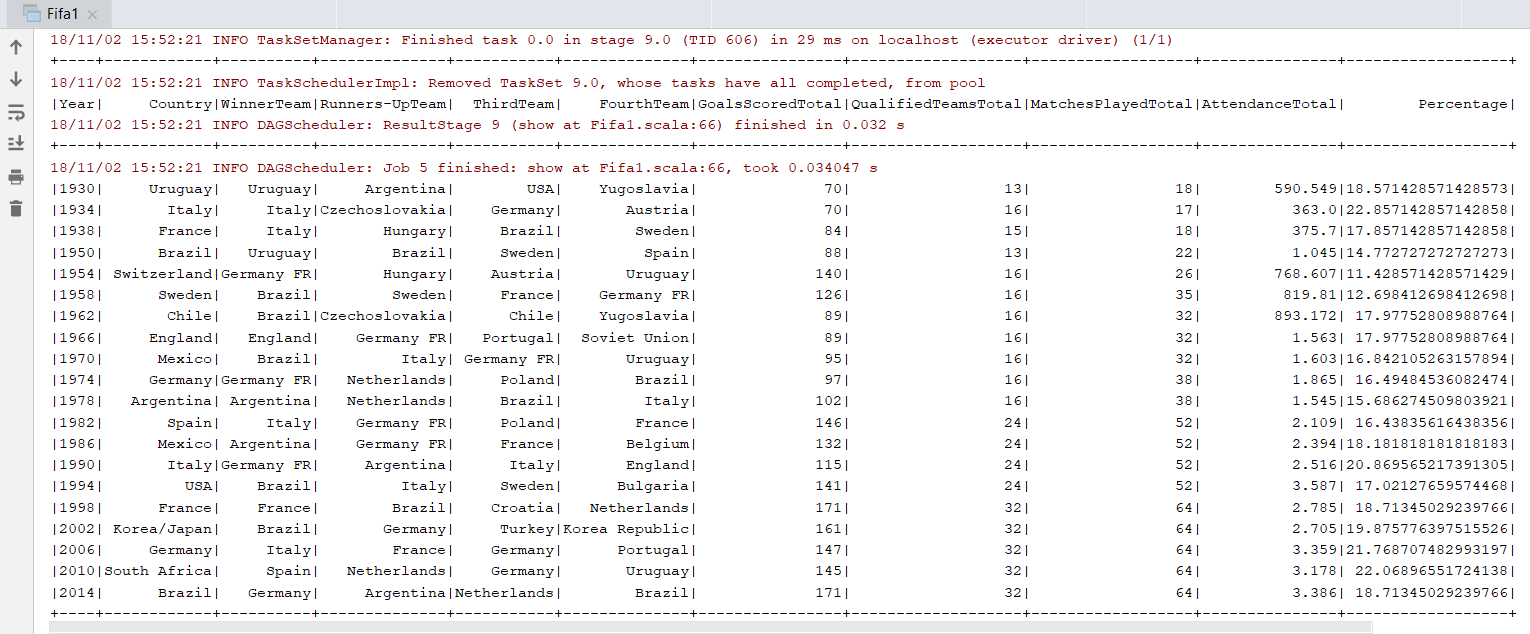 Fifa1
18/11/02 15:52:21 INFO TaskSetManager: Finished task 0.0 in stage 9.0 (TID 606) in 29 ms on localhost (executor driver) (1/1)
+----+------------+----------+--------------+-----------+--------------+----------------+-------------------+------------------+---------------+------------------+
18/11/02 15:52:21 INFO TaskSchedulerImpl: Removed TaskSet 9.0, whose tasks have all completed, from pool
|Year|     Country|WinnerTeam|Runners-UpTeam|  ThirdTeam|    FourthTeam|GoalsScoredTotal|QualifiedTeamsTotal|MatchesPlayedTotal|AttendanceTotal|        Percentage|
18/11/02 15:52:21 INFO DAGScheduler: ResultStage 9 (show at Fifa1.scala:66) finished in 0.032 s
+----+------------+----------+--------------+-----------+--------------+----------------+-------------------+------------------+---------------+------------------+
18/11/02 15:52:21 INFO DAGScheduler: Job 5 finished: show at Fifa1.scala:66, took 0.034047 s
|1930|     Uruguay|   Uruguay|     Argentina|        USA|    Yugoslavia|              70|                 13|                18|        590.549|18.571428571428573|
|1934|       Italy|     Italy|Czechoslovakia|    Germany|       Austria|              70|                 16|                17|          363.0|22.857142857142858|
|1938|      France|     Italy|       Hungary|     Brazil|        Sweden|              84|                 15|                18|          375.7|17.857142857142858|
|1950|      Brazil|   Uruguay|        Brazil|     Sweden|         Spain|              88|                 13|                22|          1.045|14.772727272727273|
|1954| Switzerland|Germany FR|       Hungary|    Austria|       Uruguay|             140|                 16|                26|        768.607|11.428571428571429|
|1958|      Sweden|    Brazil|        Sweden|     France|    Germany FR|             126|                 16|                35|         819.81|12.698412698412698|
|1962|       Chile|    Brazil|Czechoslovakia|      Chile|    Yugoslavia|              89|                 16|                32|        893.172| 17.97752808988764|
|1966|     England|   England|    Germany FR|   Portugal|  Soviet Union|              89|                 16|                32|          1.563| 17.97752808988764|
|1970|      Mexico|    Brazil|         Italy| Germany FR|       Uruguay|              95|                 16|                32|          1.603|16.842105263157894|
|1974|     Germany|Germany FR|   Netherlands|     Poland|        Brazil|              97|                 16|                38|          1.865| 16.49484536082474|
|1978|   Argentina| Argentina|   Netherlands|     Brazil|         Italy|             102|                 16|                38|          1.545|15.686274509803921|
|1982|       Spain|     Italy|    Germany FR|     Poland|        France|             146|                 24|                52|          2.109| 16.43835616438356|
|1986|      Mexico| Argentina|    Germany FR|     France|       Belgium|             132|                 24|                52|          2.394|18.181818181818183|
|1990|       Italy|Germany FR|     Argentina|      Italy|       England|             115|                 24|                52|          2.516|20.869565217391305|
|1994|         USA|    Brazil|         Italy|     Sweden|      Bulgaria|             141|                 24|                52|          3.587| 17.02127659574468|
|1998|      France|    France|        Brazil|    Croatia|   Netherlands|             171|                 32|                64|          2.785| 18.71345029239766|
|2002| Korea/Japan|    Brazil|       Germany|     Turkey|Korea Republic|             161|                 32|                64|          2.705|19.875776397515526|
|2006|     Germany|     Italy|        France|    Germany|      Portugal|             147|                 32|                64|          3.359|21.768707482993197|
|2010|South Africa|     Spain|   Netherlands|    Germany|       Uruguay|             145|                 32|                64|          3.178| 22.06896551724138|
|2014|      Brazil|   Germany|     Argentina|Netherlands|        Brazil|             171|                 32|                64|          3.386| 18.71345029239766|
+----+------------+----------+--------------+-----------+--------------+----------------+-------------------+------------------+---------------+------------------+